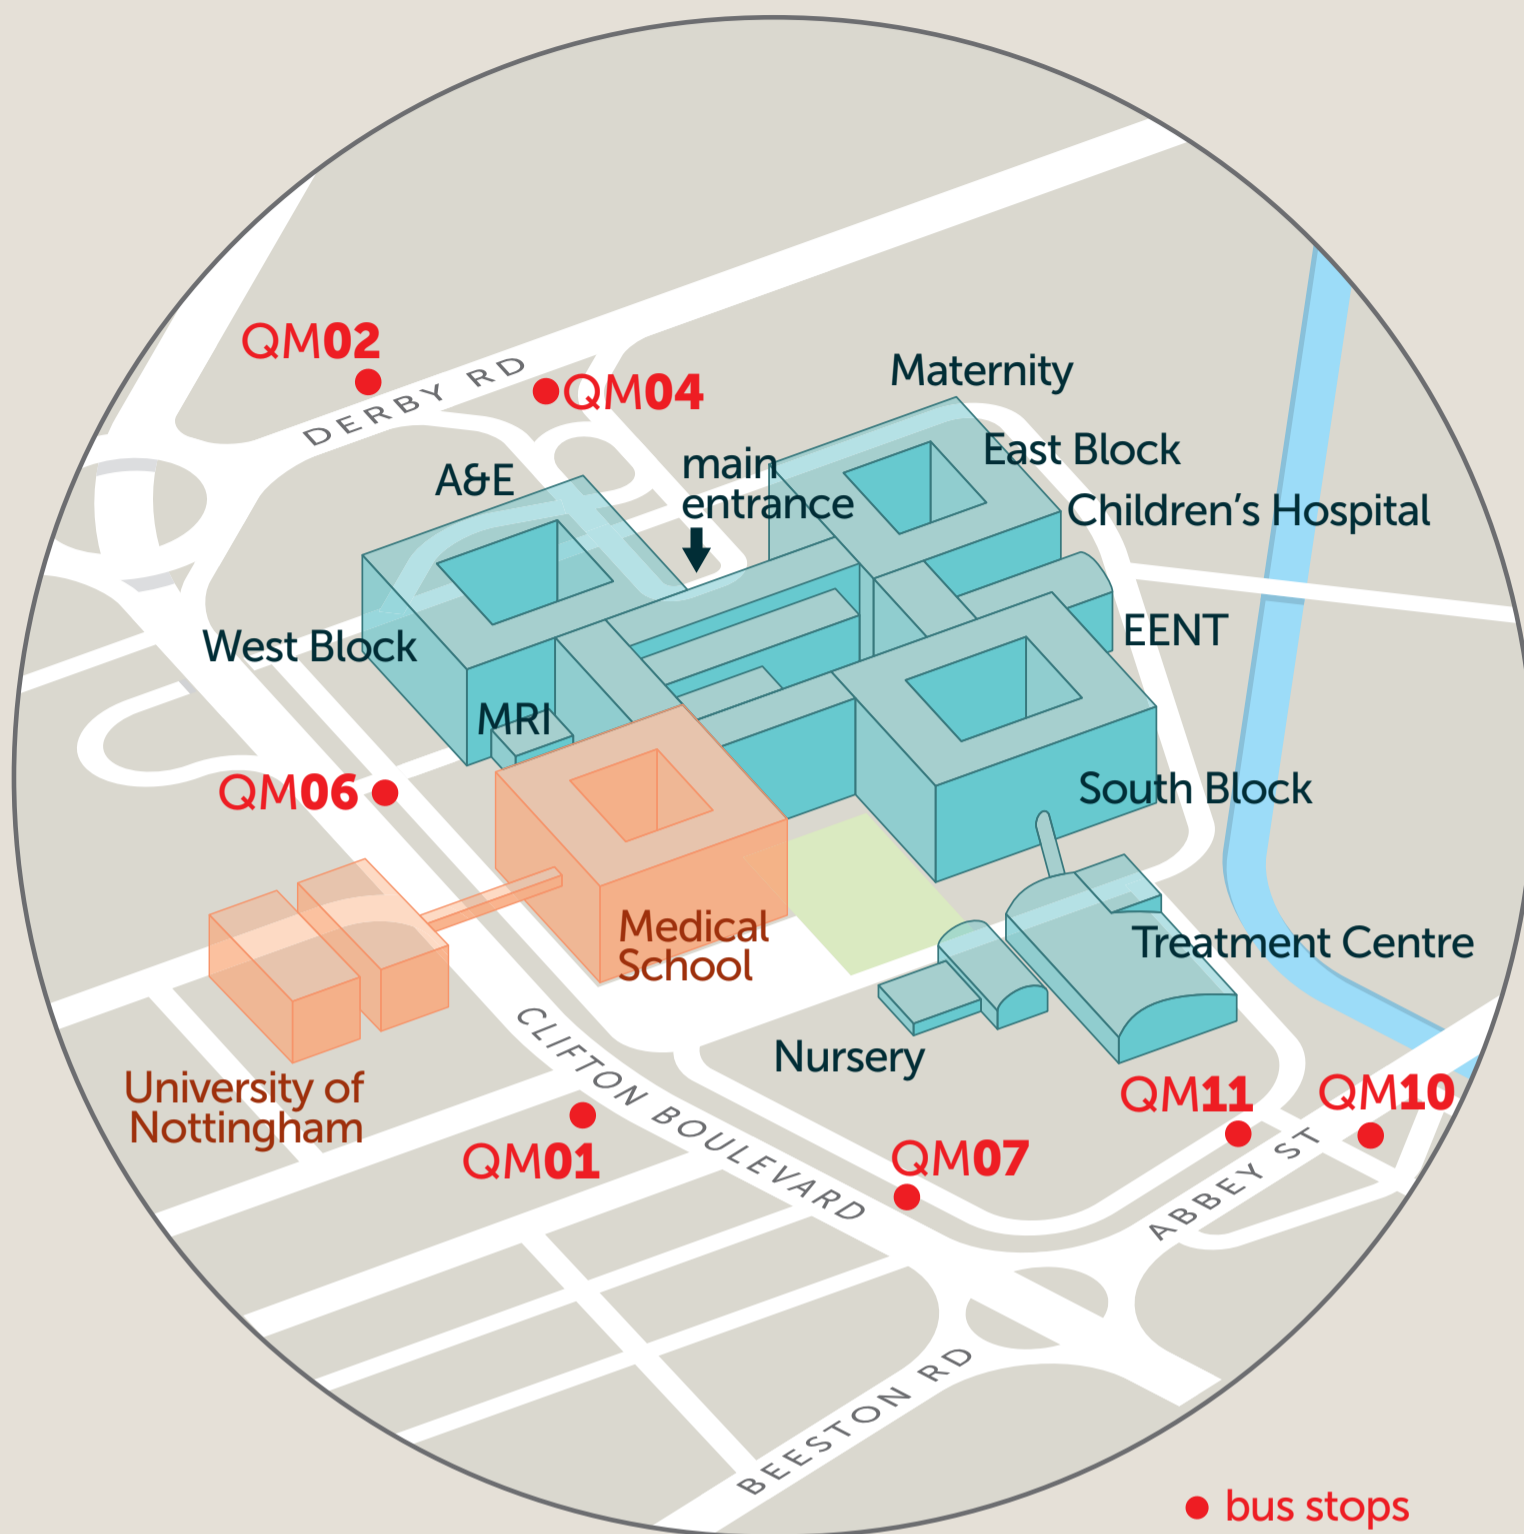 QM02
DERBY RD
QM04
Maternity
main
entrance
A&E
East Block
Children's Hospital
West Block
EENT
MRI
QM06
South Block
Medical
School
Treatment Centre
CLIFTON BOULEVARD
Nursery
University of
Nottingham
QM11
QM10
QM01
QM07
ABBEY ST
BEESTON RD
bus stops